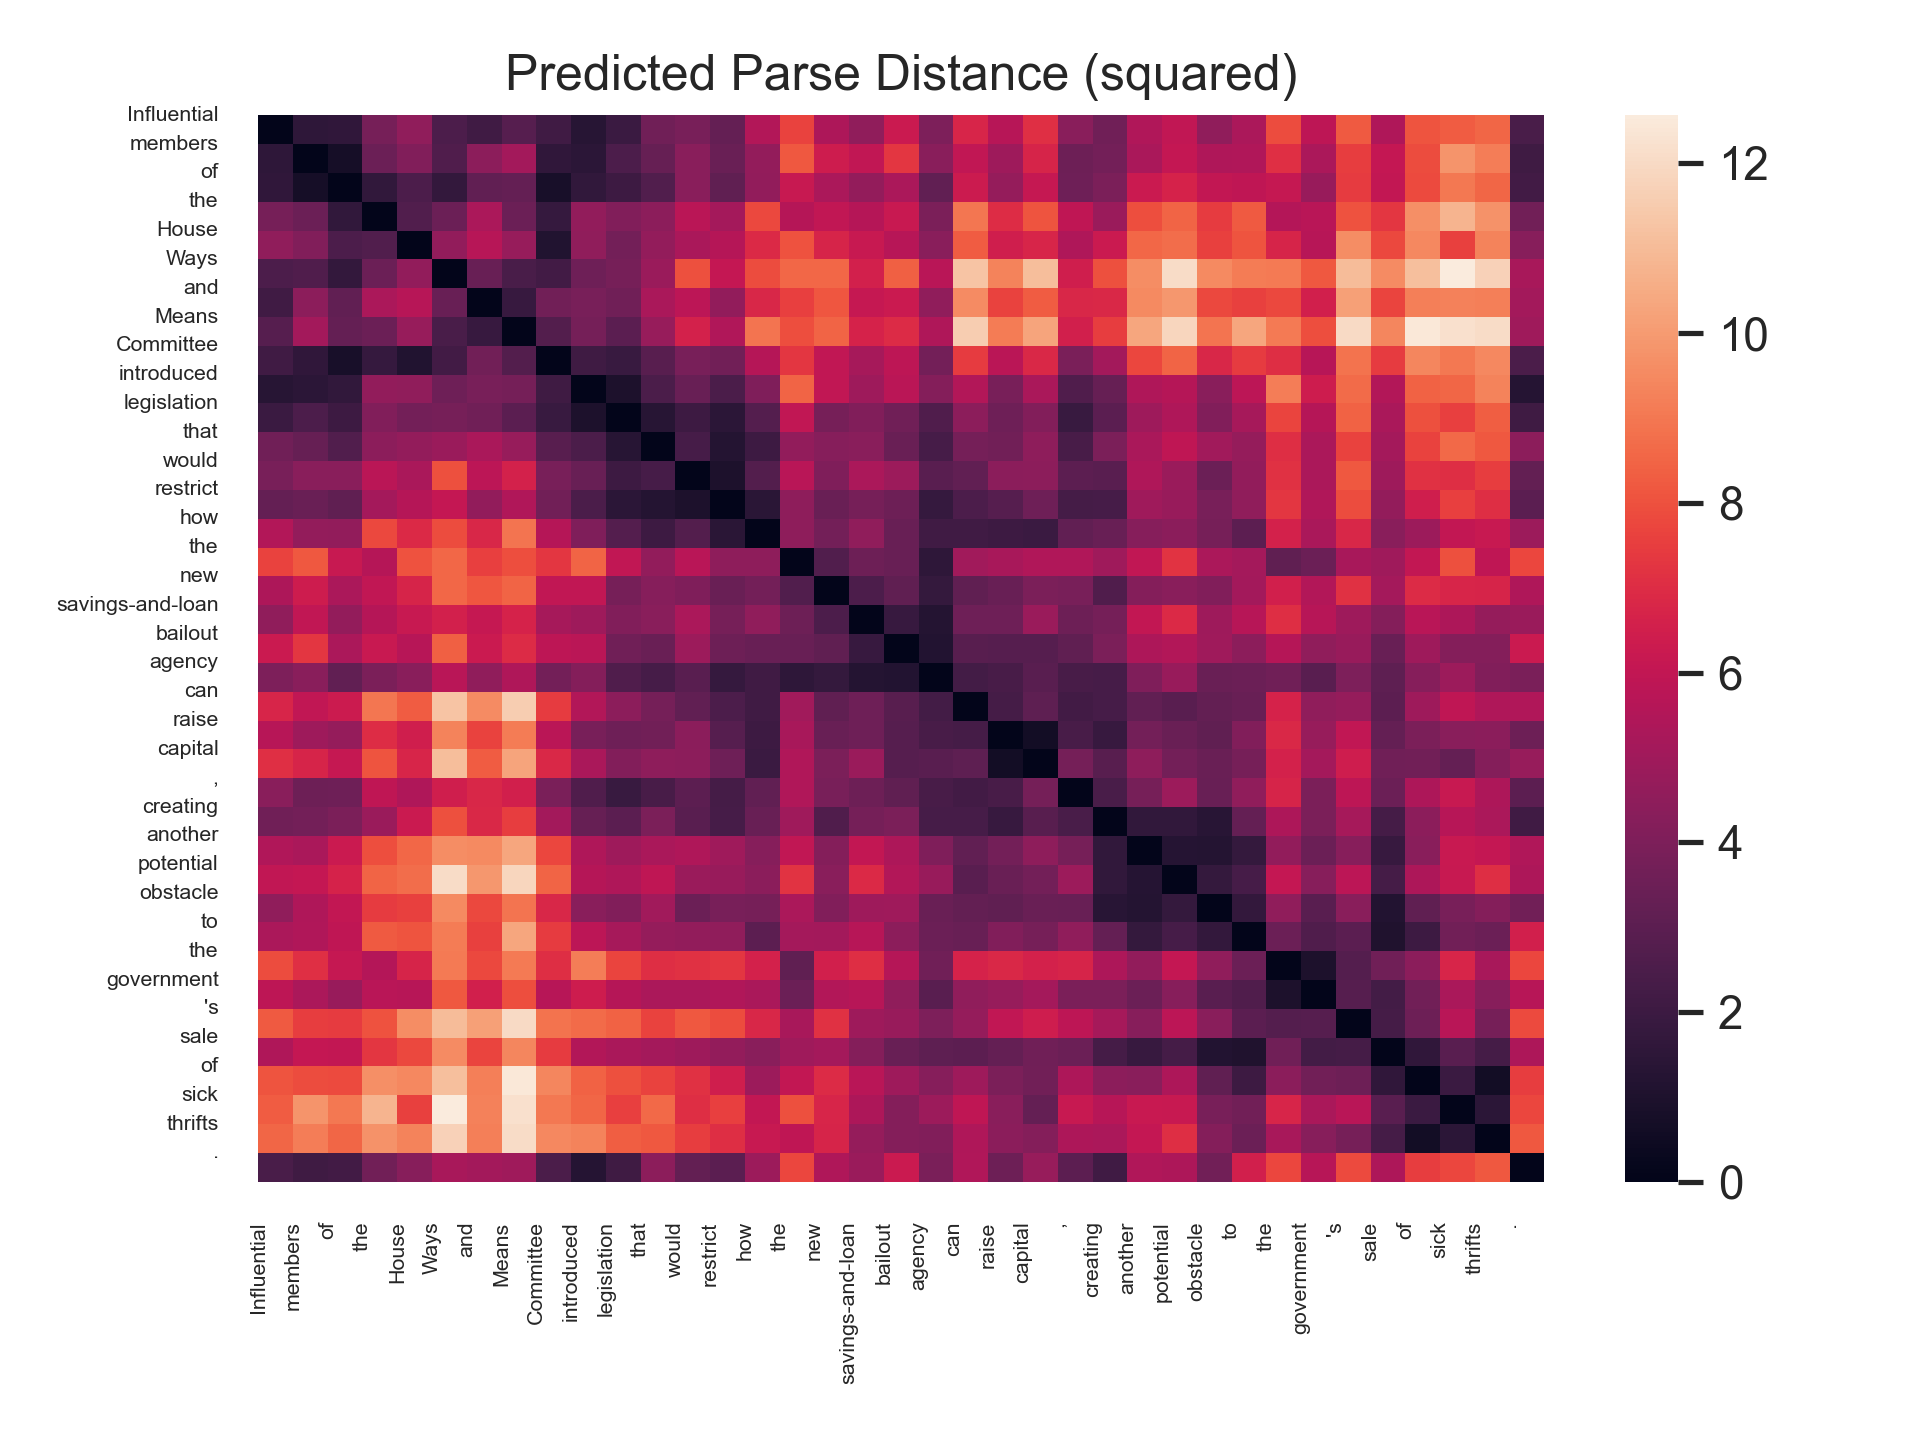 Predicted Parse Distance (squared)
Influential
members
of
the
House
Ways
and
Means
Committee
introduced
legislation
that
would
restrict
how
the
new
savings-and-loan
bailout
agency
can
raise
capital
,
creating
another
potential
obstacle
to
the
government
's
sale
of
sick
thrifts
.
12
10
8
6
4
2
0
Influential
members
of
the
House
Ways
and
Means
Committee
introduced
legislation
that
would
restrict
how
the
new
savings-and-loan
bailout
agency
can
raise
capital
,
creating
another
potential
obstacle
to
the
government
's
sale
of
sick
thrifts
.